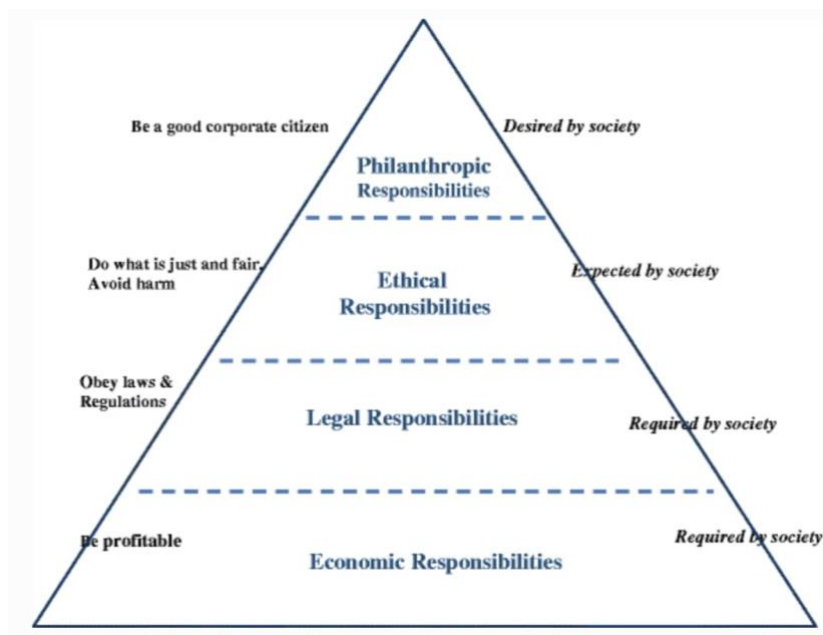 Be a good corporate citizen
Desired by society
Philanthropic
Responsibilities
Do what is just and fair,
Avoid harm
Expected by society
Ethical
Responsibilities
Obey laws &
Regulations
Legal Responsibilities
Required by society
Be profitable
Required by society
Economic Responsibilities